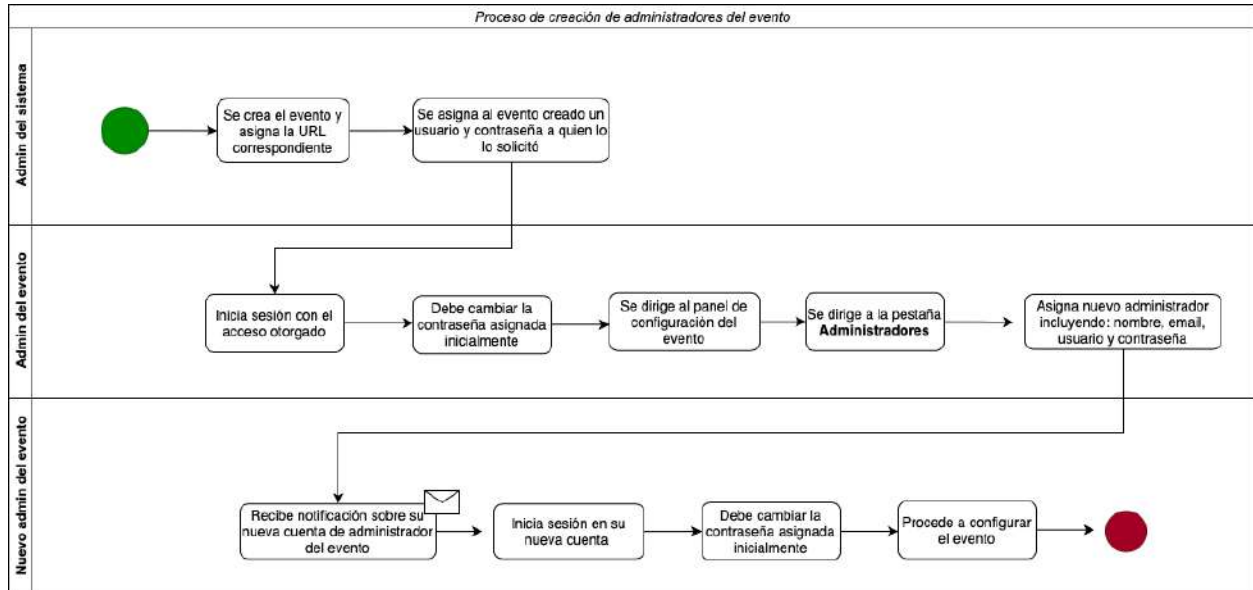 Proceso de creación de administradores del evento
Admin del sistema
Se crea el evento y
asigna la URL
correspondiente
Se asigna al evento creado un
usuario y contraseña a quien lo
lo solicitó
Admin del evento
Inicia sesión con el
acceso otorgado
Debe cambiar la
contraseña asignada
inicialmente
Se dirige al panel de
configuración del
evento
Se dirige a la pestaña
Administradores
Asigna nuevo administrador
incluyendo: nombre, email,
usuario y contraseña
Nuevo admin del evento
Recibe notificación sobre su
nueva cuenta de administrador
del evento
Inicia sesión en su
nueva cuenta
Debe cambiar la
contraseña asignada
inicialmente
Procede a configurar
el evento